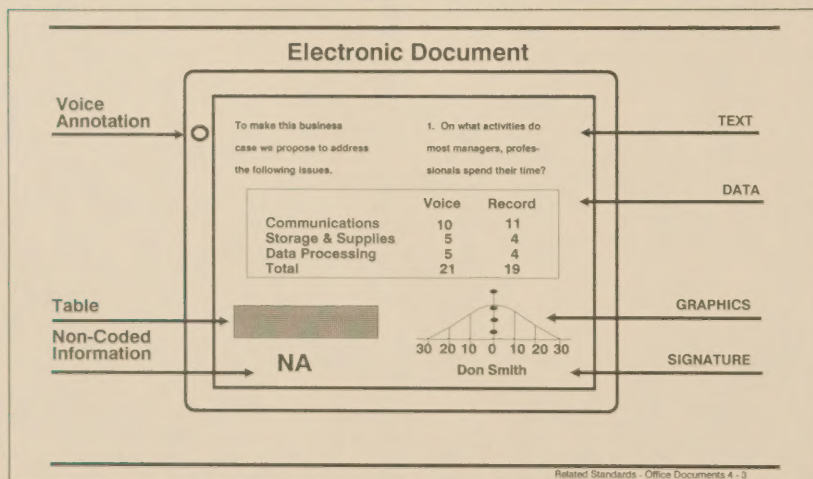 Electronic Document
Voice
Annotation
To make this business
case we propose to address
the following issues.
1. On what activities do
most managers, profes-
sionals spend their time?
TEXT
DATA
Voice Record
Communications 10 11
Storage & Supplies 5 4
Data Processing 5 4
Total 21 19
Table
Non-Coded
Information
NA
30 20 10 0 10 20 30
Don Smith
GRAPHICS
SIGNATURE
Related Standards - Office Documents 4 - 3